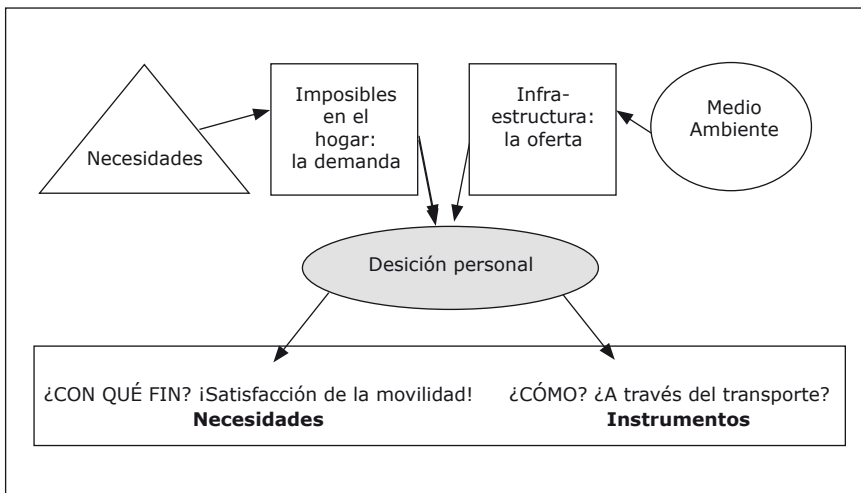 Necesidades
Imposibles
en el
hogar:
la demanda
Infra-
estructura:
la oferta
Medio
Ambiente
Desición personal
¿CON QUÉ FIN? ¡Satisfacción de la movilidad!
Necesidades
¿CÓMO? ¿A través del transporte?
Instrumentos